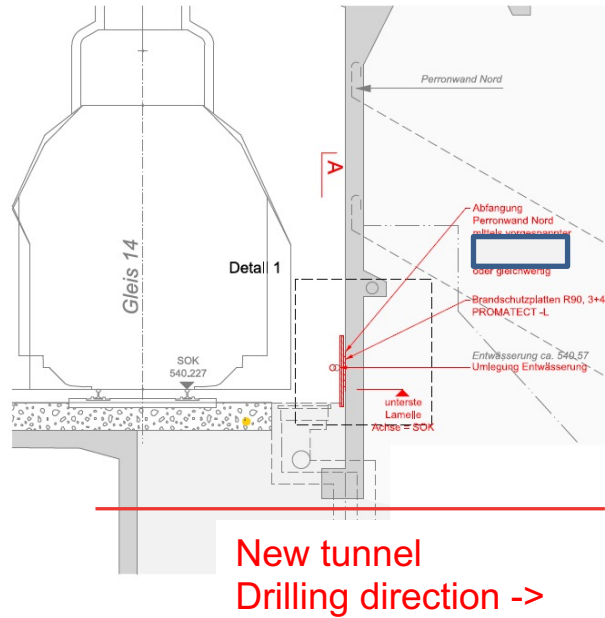 Perronwand Nord
A
Abfangung
Perronwand Nord
mittels vorgespannter
oder gleichwertig
Gleis 14
Detail 1
Brandschutzplatten R90, 3+4
PROMATECT -L
SOK
540.227
Entwässerung ca. 540.57
Umlegung Entwässerung
unterste
Lamelle
Achse = SOK
New tunnel
Drilling direction ->